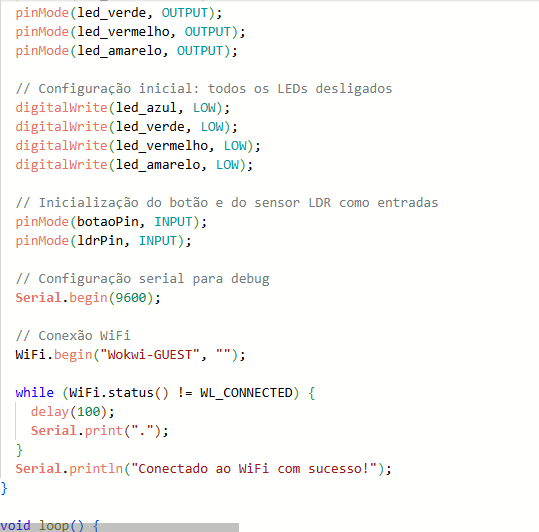 pinMode(led_verde, OUTPUT);
pinMode(led_vermelho, OUTPUT);
pinMode(led_amarelo, OUTPUT);
// Configuração inicial: todos os LEDs desligados
digitalWrite(led_azul, LOW);
digitalWrite(led_verde, LOW);
digitalWrite(led_vermelho, LOW);
digitalWrite(led_amarelo, LOW);
// Inicialização do botão e do sensor LDR como entradas
pinMode(botaoPin, INPUT);
pinMode(ldrPin, INPUT);
// Configuração serial para debug
Serial.begin(9600);
// Conexão WiFi
WiFi.begin("Wokwi-GUEST", "");
while (WiFi.status() != WL_CONNECTED) {
delay(100);
Serial.print(".");
}
Serial.println("Conectado ao WiFi com sucesso!");
}
void loop() {